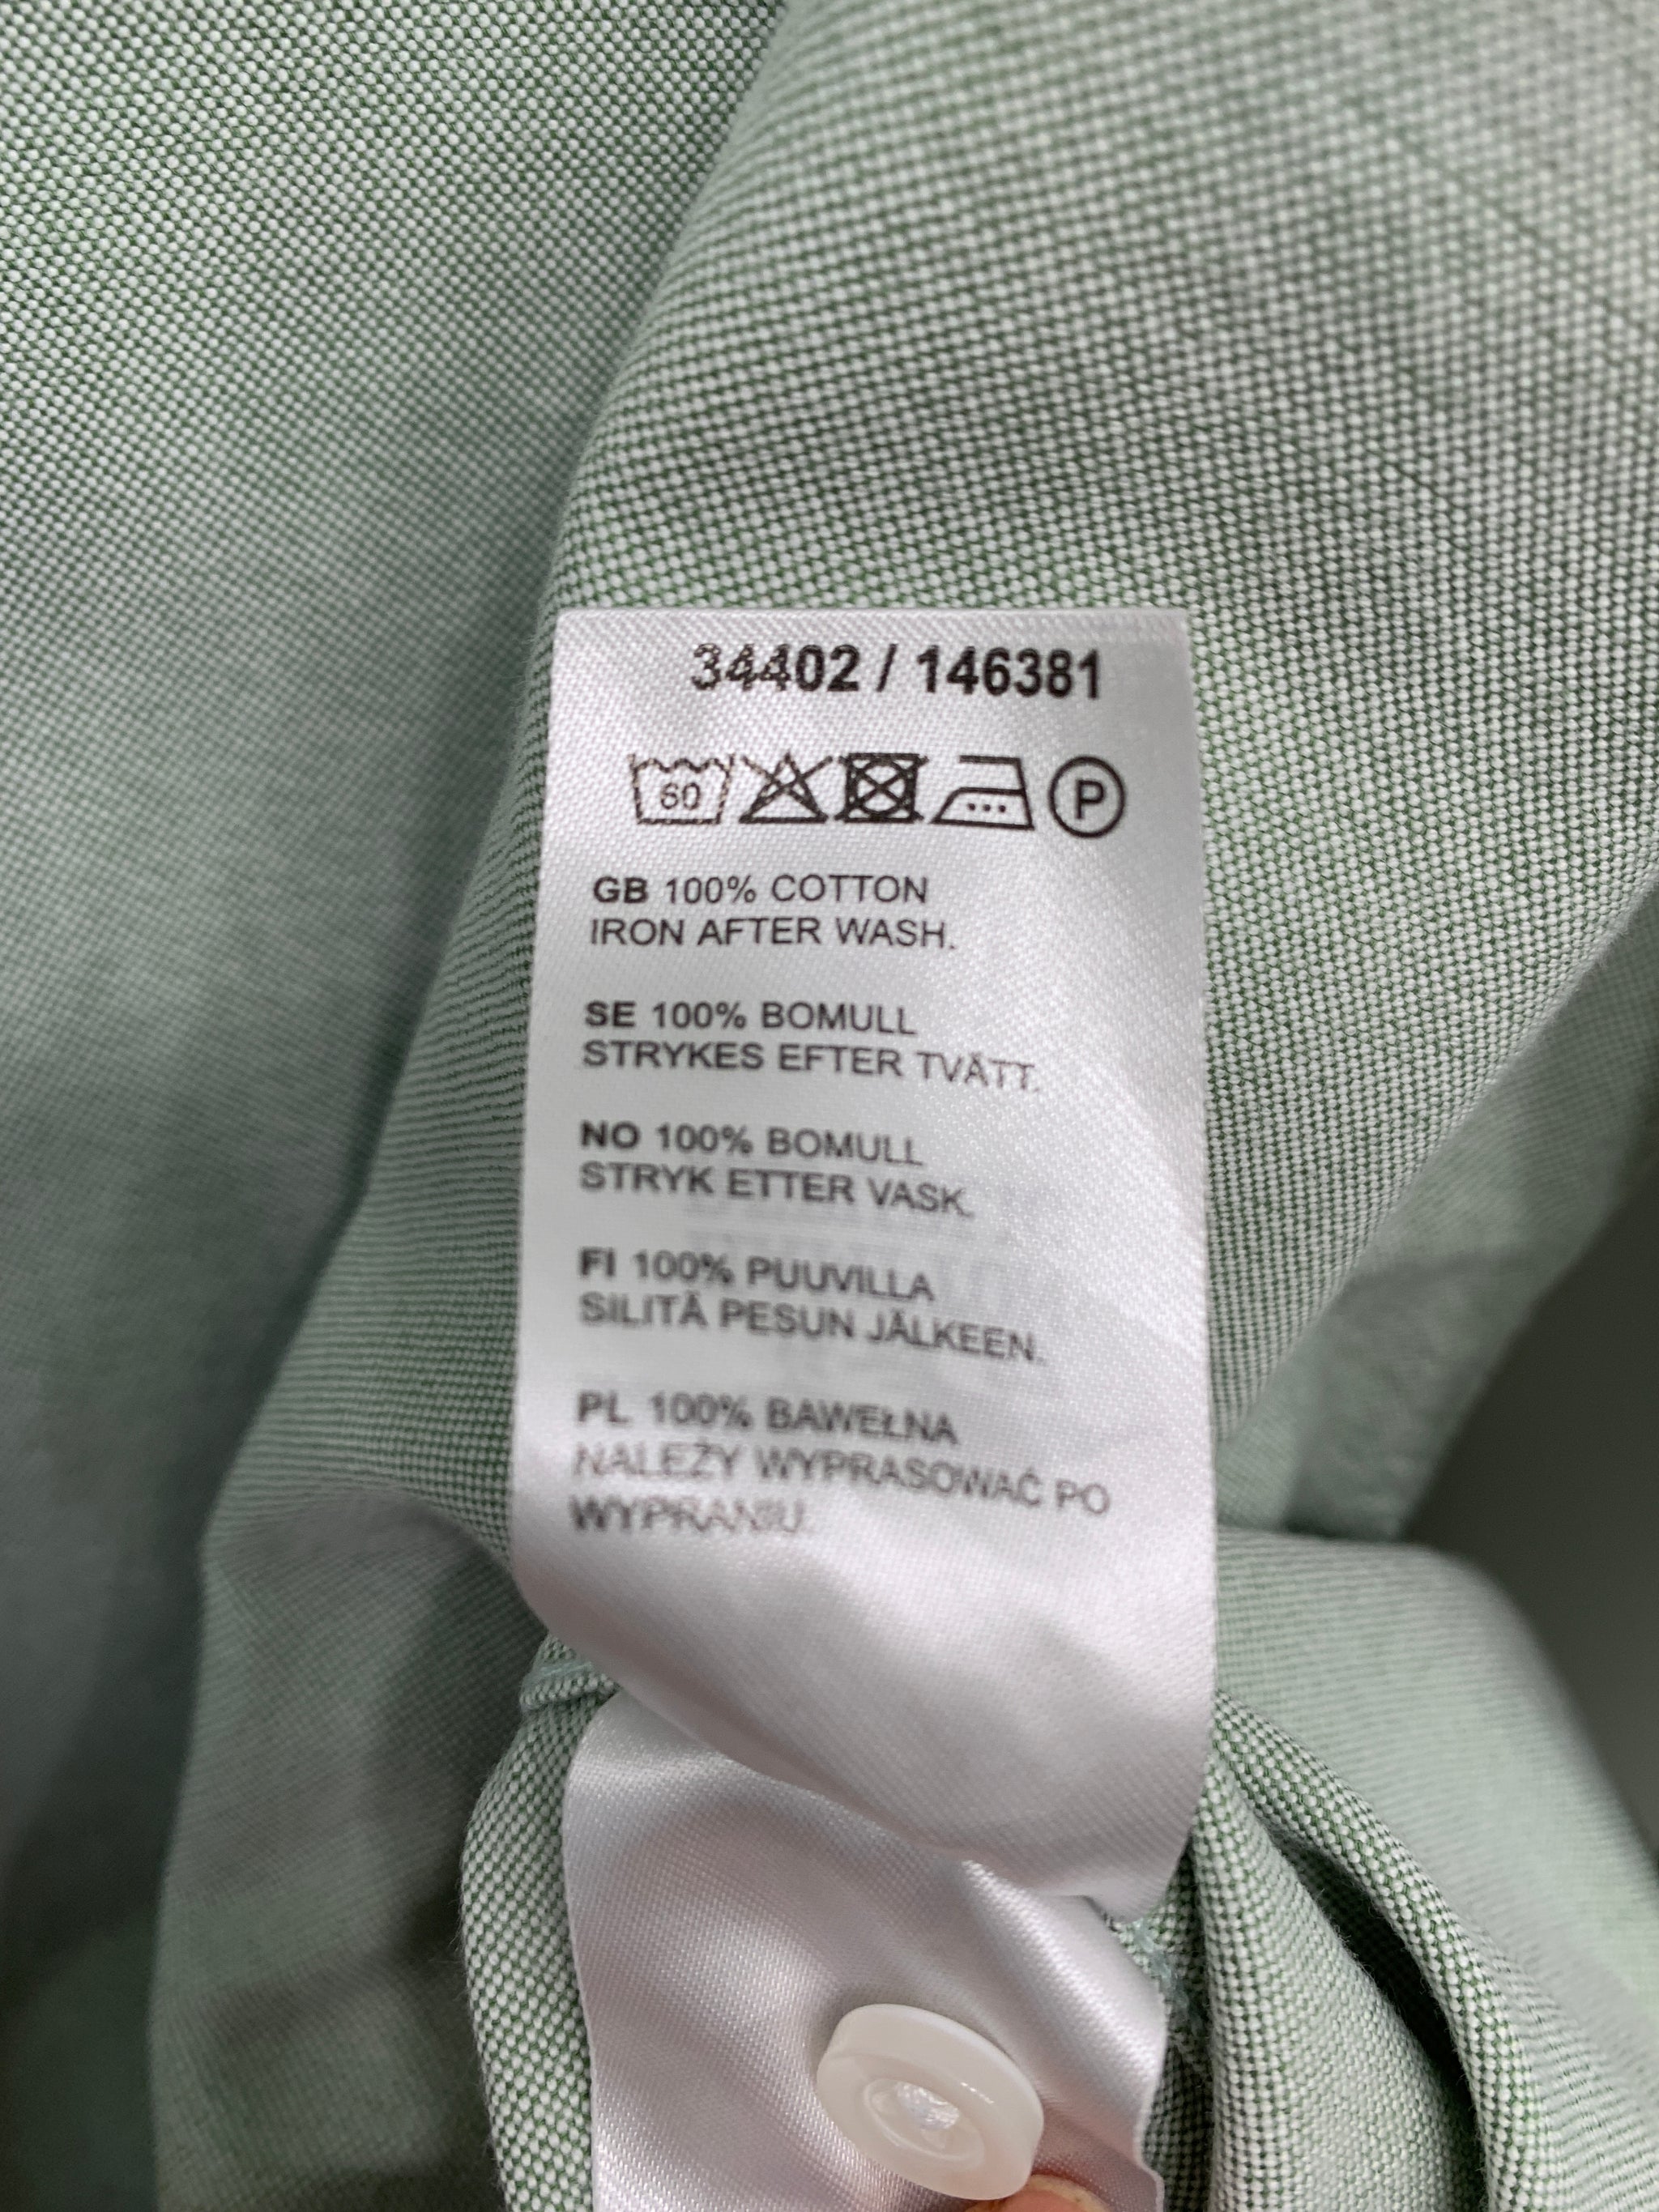 34402 / 146381
60 P
GB 100% COTTON
IRON AFTER WASH.
SE 100% BOMULL
STRYKES EFTER TVÄTT.
NO 100% BOMULL
STRYK ETTER VASK.
FI 100% PUUVILLA
SILITÄ PESUN JÄLKEEN.
PL 100% BAWEŁNA
NALEŻY WYPRASOWAĆ PO
WYPRANIU.